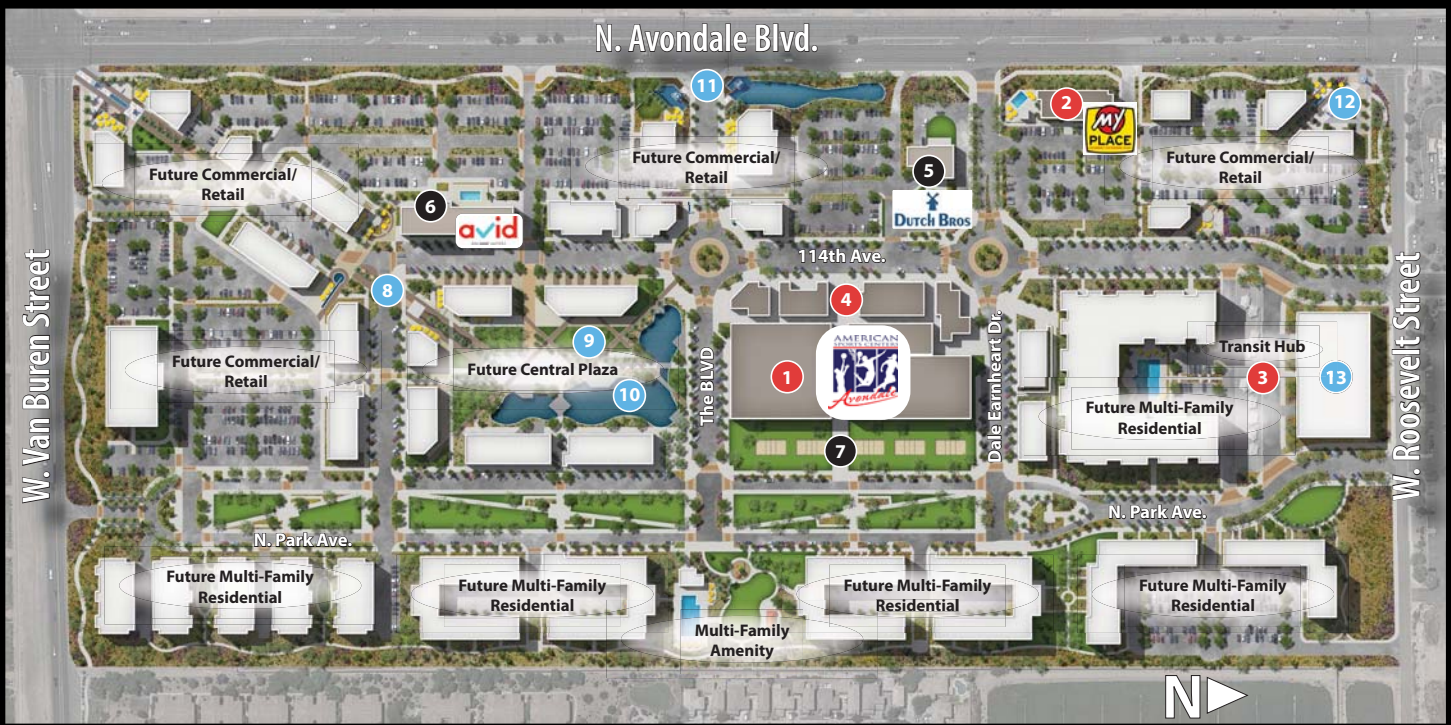 N. Avondale Blvd.
11
2
12
MY
PLACE
Future Commercial/
Retail
Future Commercial/
Retail
Future Commercial/
Retail
5
6
avid
DUTCH BROS
114th Ave.
W. Van Buren Street
W. Roosevelt Street
8
4
9
Future Commercial/
Retail
Future Central Plaza
10
The BLVD
1
AMERICAN
SPORTS CENTERS
Avondale
Dale Earnheart Dr.
Transit Hub
3
13
Future Multi-Family
Residential
7
N. Park Ave.
N. Park Ave.
Future Multi-Family
Residential
Future Multi-Family
Residential
Future Multi-Family
Residential
Future Multi-Family
Residential
Multi-Family
Amenity
N